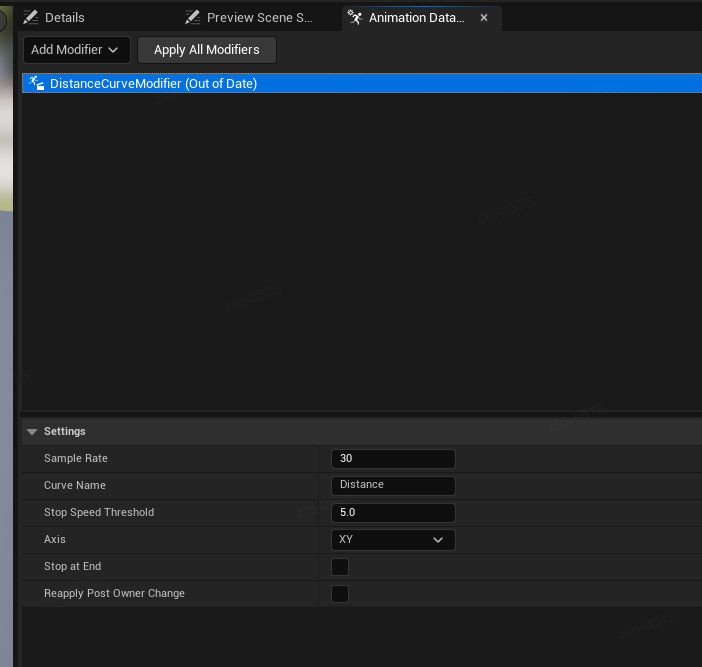 Details
Preview Scene S...
Animation Data...
Add Modifier
Apply All Modifiers
DistanceCurveModifier (Out of Date)
Settings
Sample Rate
30
Curve Name
Distance
Stop Speed Threshold
5.0
Axis
XY
Stop at End
Reapply Post Owner Change